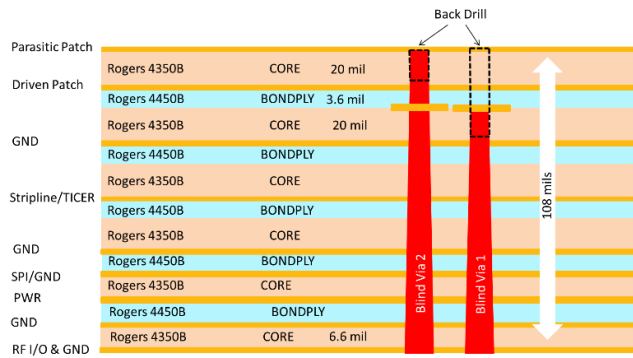 Back Drill
Parasitic Patch
Rogers 4350B CORE 20 mil
Driven Patch
Rogers 4450B BONDPLY 3.6 mil
Rogers 4350B CORE 20 mil
GND
Rogers 4450B BONDPLY
Rogers 4350B CORE
Stripline/TICER
Rogers 4450B BONDPLY
Rogers 4350B CORE
GND
Rogers 4450B BONDPLY
SPI/GND
Rogers 4350B CORE
PWR
Rogers 4450B BONDPLY
GND
Rogers 4350B CORE 6.6 mil
RF I/O & GND
Blind Via 2
Blind Via 1
108 mils